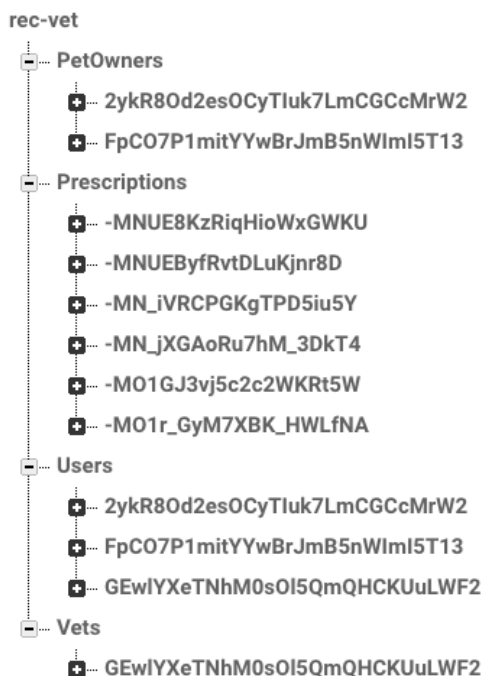 rec-vet
PetOwners
2ykR8Od2esOCyTIuk7LmCGCcMrW2
FpCO7P1mitYYwBrJmB5nWImI5T13
Prescriptions
-MNUE8KzRiqHioWxGWKU
-MNUEByfRvtDLuKjnr8D
-MN_iVRCPGKgTPD5iu5Y
-MN_jXGAoRu7hM_3DkT4
-MO1GJ3vj5c2c2WKRt5W
-MO1r_GyM7XBK_HWLfNA
Users
2ykR8Od2esOCyTIuk7LmCGCcMrW2
FpCO7P1mitYYwBrJmB5nWImI5T13
GEwlYXeTNhM0sOl5QmQHCKUuLWF2
Vets
GEwlYXeTNhM0sOl5QmQHCKUuLWF2